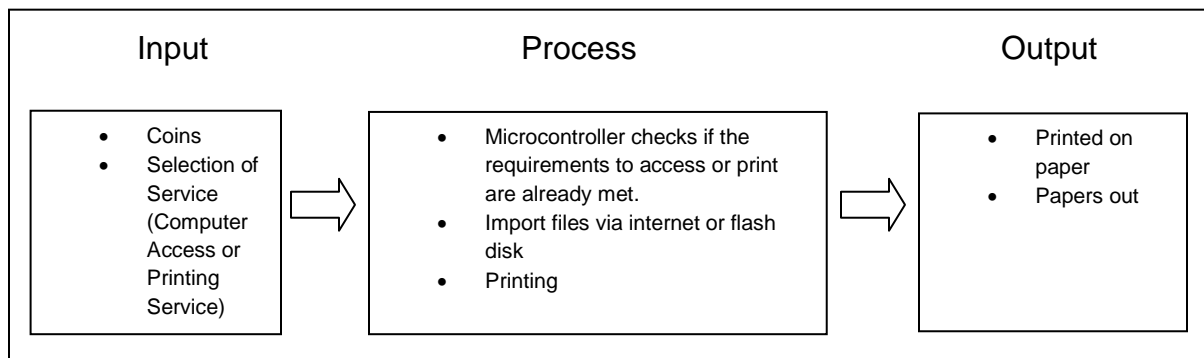 Input
Process
Output
• Coins
• Selection of
Service
(Computer
Access or
Printing
Service)
• Microcontroller checks if the
requirements to access or print
are already met.
• Import files via internet or flash
disk
• Printing
• Printed on
paper
• Papers out